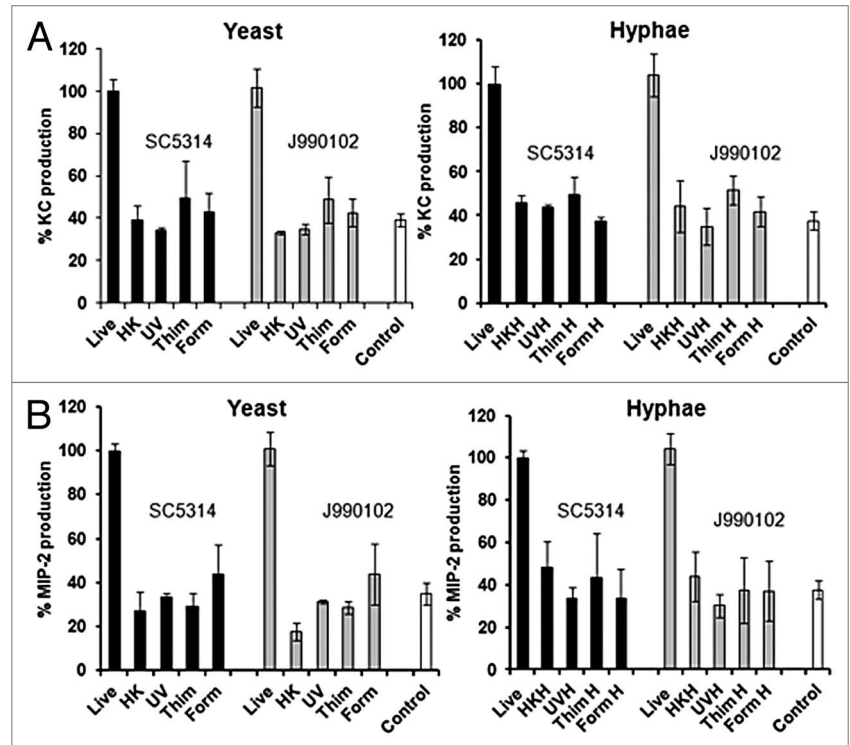 A
Yeast
% KC production
120
100
80
60
40
20
0
SC5314
J990102
Live HK UV Thim Form Live HK UV Thim Form Control
Hyphae
% KC production
120
100
80
60
40
20
0
SC5314
J990102
Live HKH UVH Thim H Form H Live HKH UVH Thim H Form H Control
B
Yeast
% MIP-2 production
120
100
80
60
40
20
0
SC5314
J990102
Live HK UV Thim Form Live HK UV Thim Form Control
Hyphae
% MIP-2 production
120
100
80
60
40
20
0
SC5314
J990102
Live HKH UVH Thim H Form H Live HKH UVH Thim H Form H Control